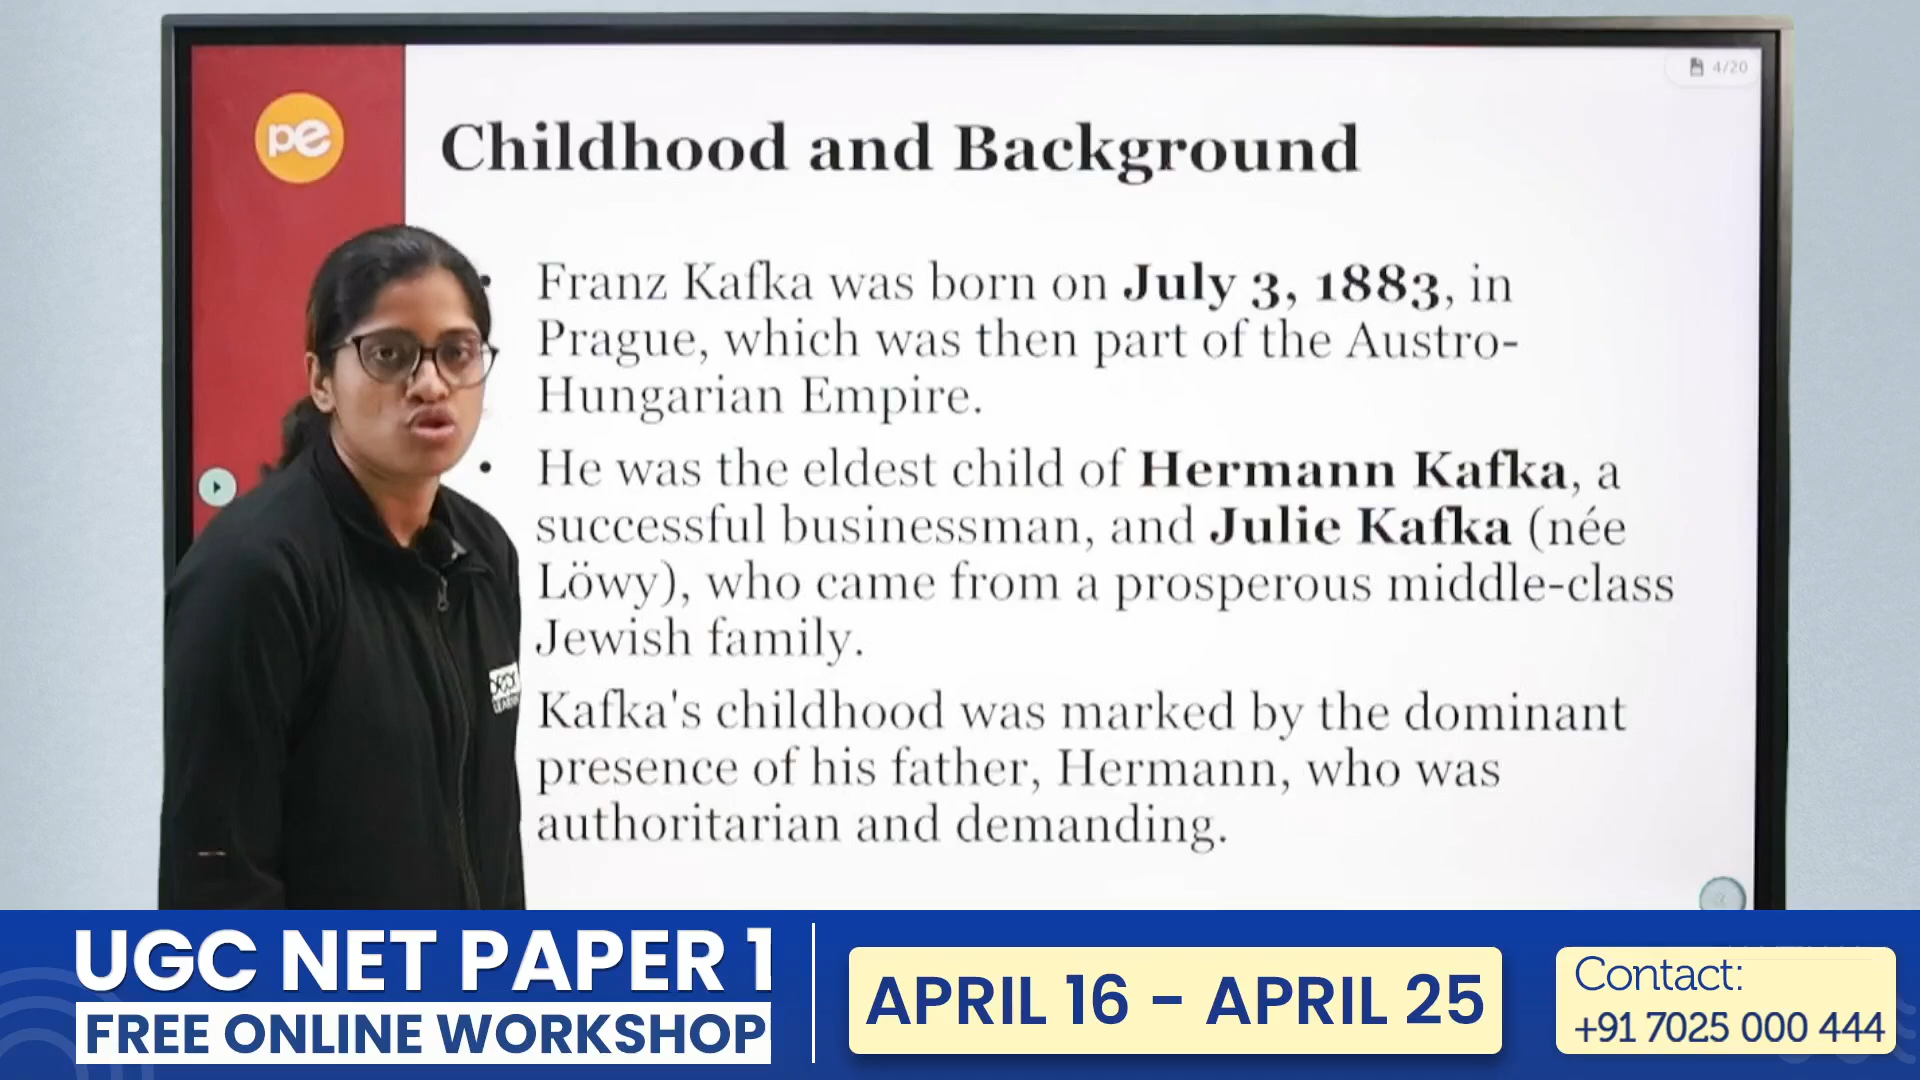 4/20
pe
Childhood and Background
• Franz Kafka was born on July 3, 1883, in
Prague, which was then part of the Austro-
Hungarian Empire.
• He was the eldest child of Hermann Kafka, a
successful businessman, and Julie Kafka (née
Löwy), who came from a prosperous middle-class
Jewish family.
Kafka's childhood was marked by the dominant
presence of his father, Hermann, who was
authoritarian and demanding.
UGC NET PAPER 1
FREE ONLINE WORKSHOP
APRIL 16 - APRIL 25
Contact:
+91 7025 000 444